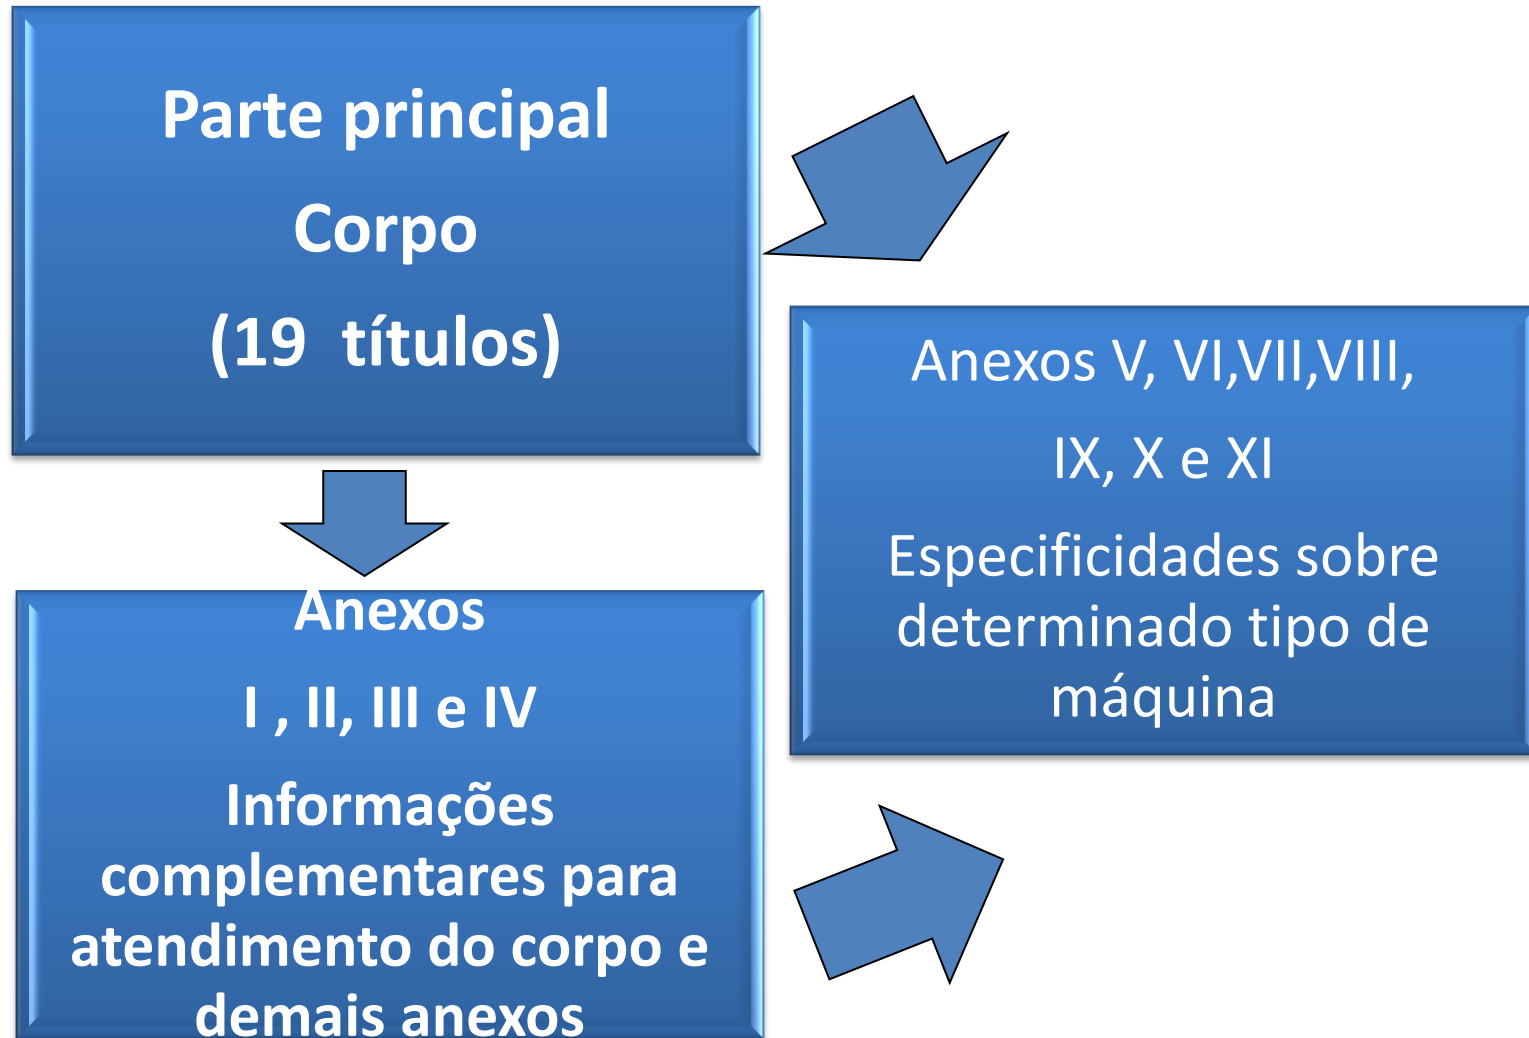 Parte principal
Corpo
(19 títulos)
Anexos V, VI,VII,VIII,
IX, X e XI
Especificidades sobre
determinado tipo de
máquina
Anexos
I , II, III e IV
Informações
complementares para
atendimento do corpo e
demais anexos